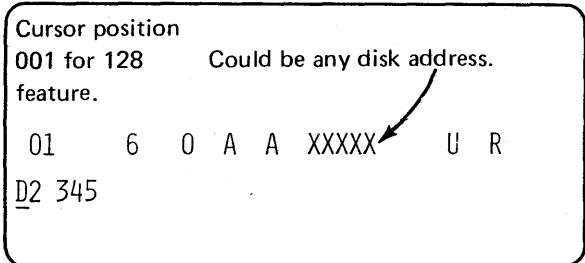 Cursor position
001 for 128 Could be any disk address.
feature.
01 6 0 A A XXXXX U R
D2 345